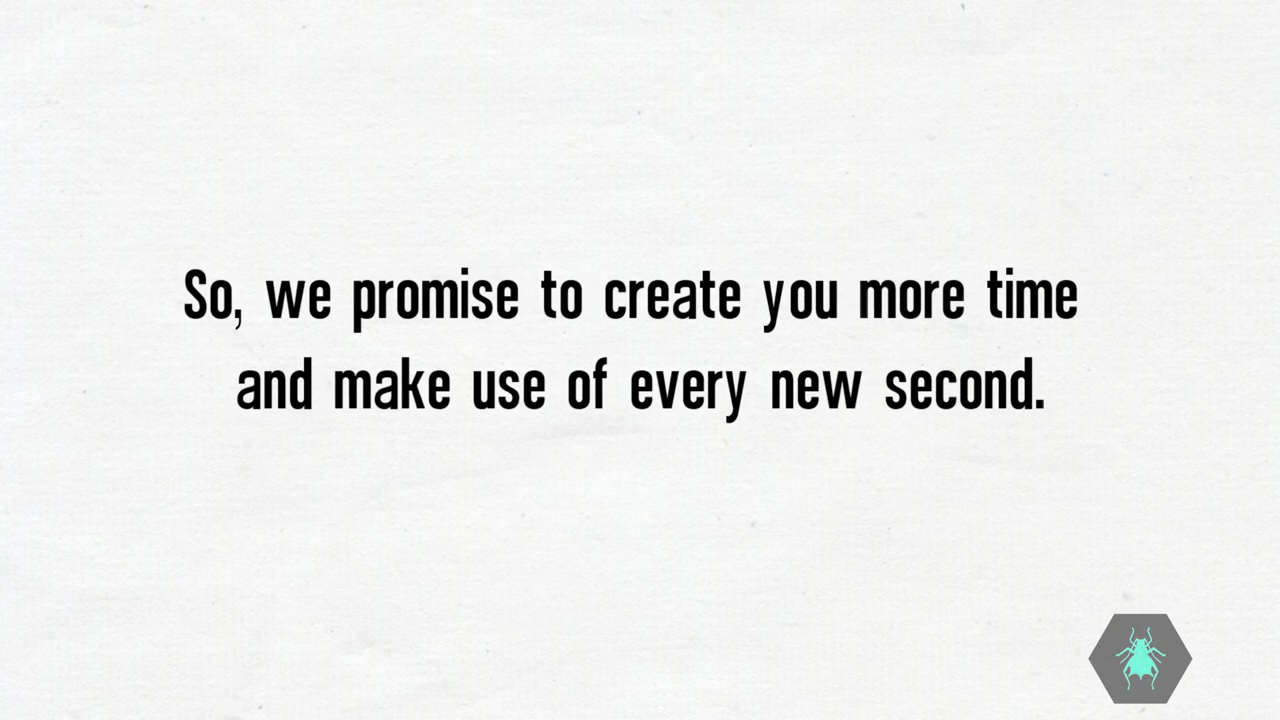 So, we promise to create you more time
and make use of every new second.